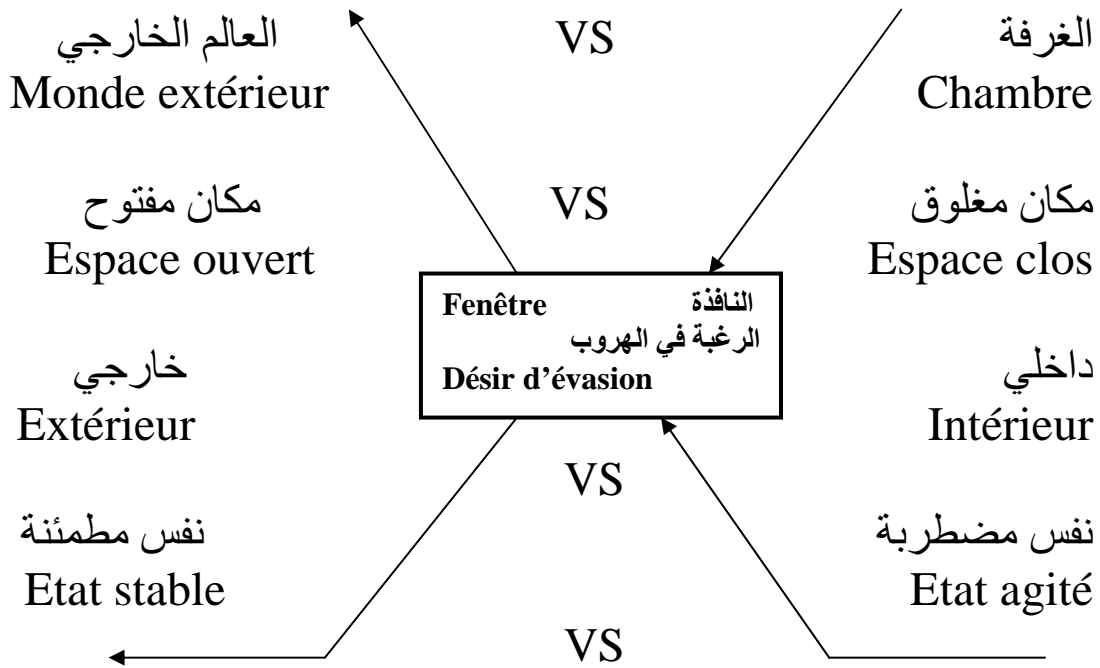 العالم الخارجي VS الغرفة
Monde extérieur Chambre
مكان مفتوح VS مكان مغلوق
Espace ouvert Espace clos
Fenêtre النافذة
الرغبة في الهروب
Désir d’évasion
خارجي داخلي
Extérieur Intérieur
VS
نفس مطمئنة نفس مضطربة
Etat stable Etat agité
VS